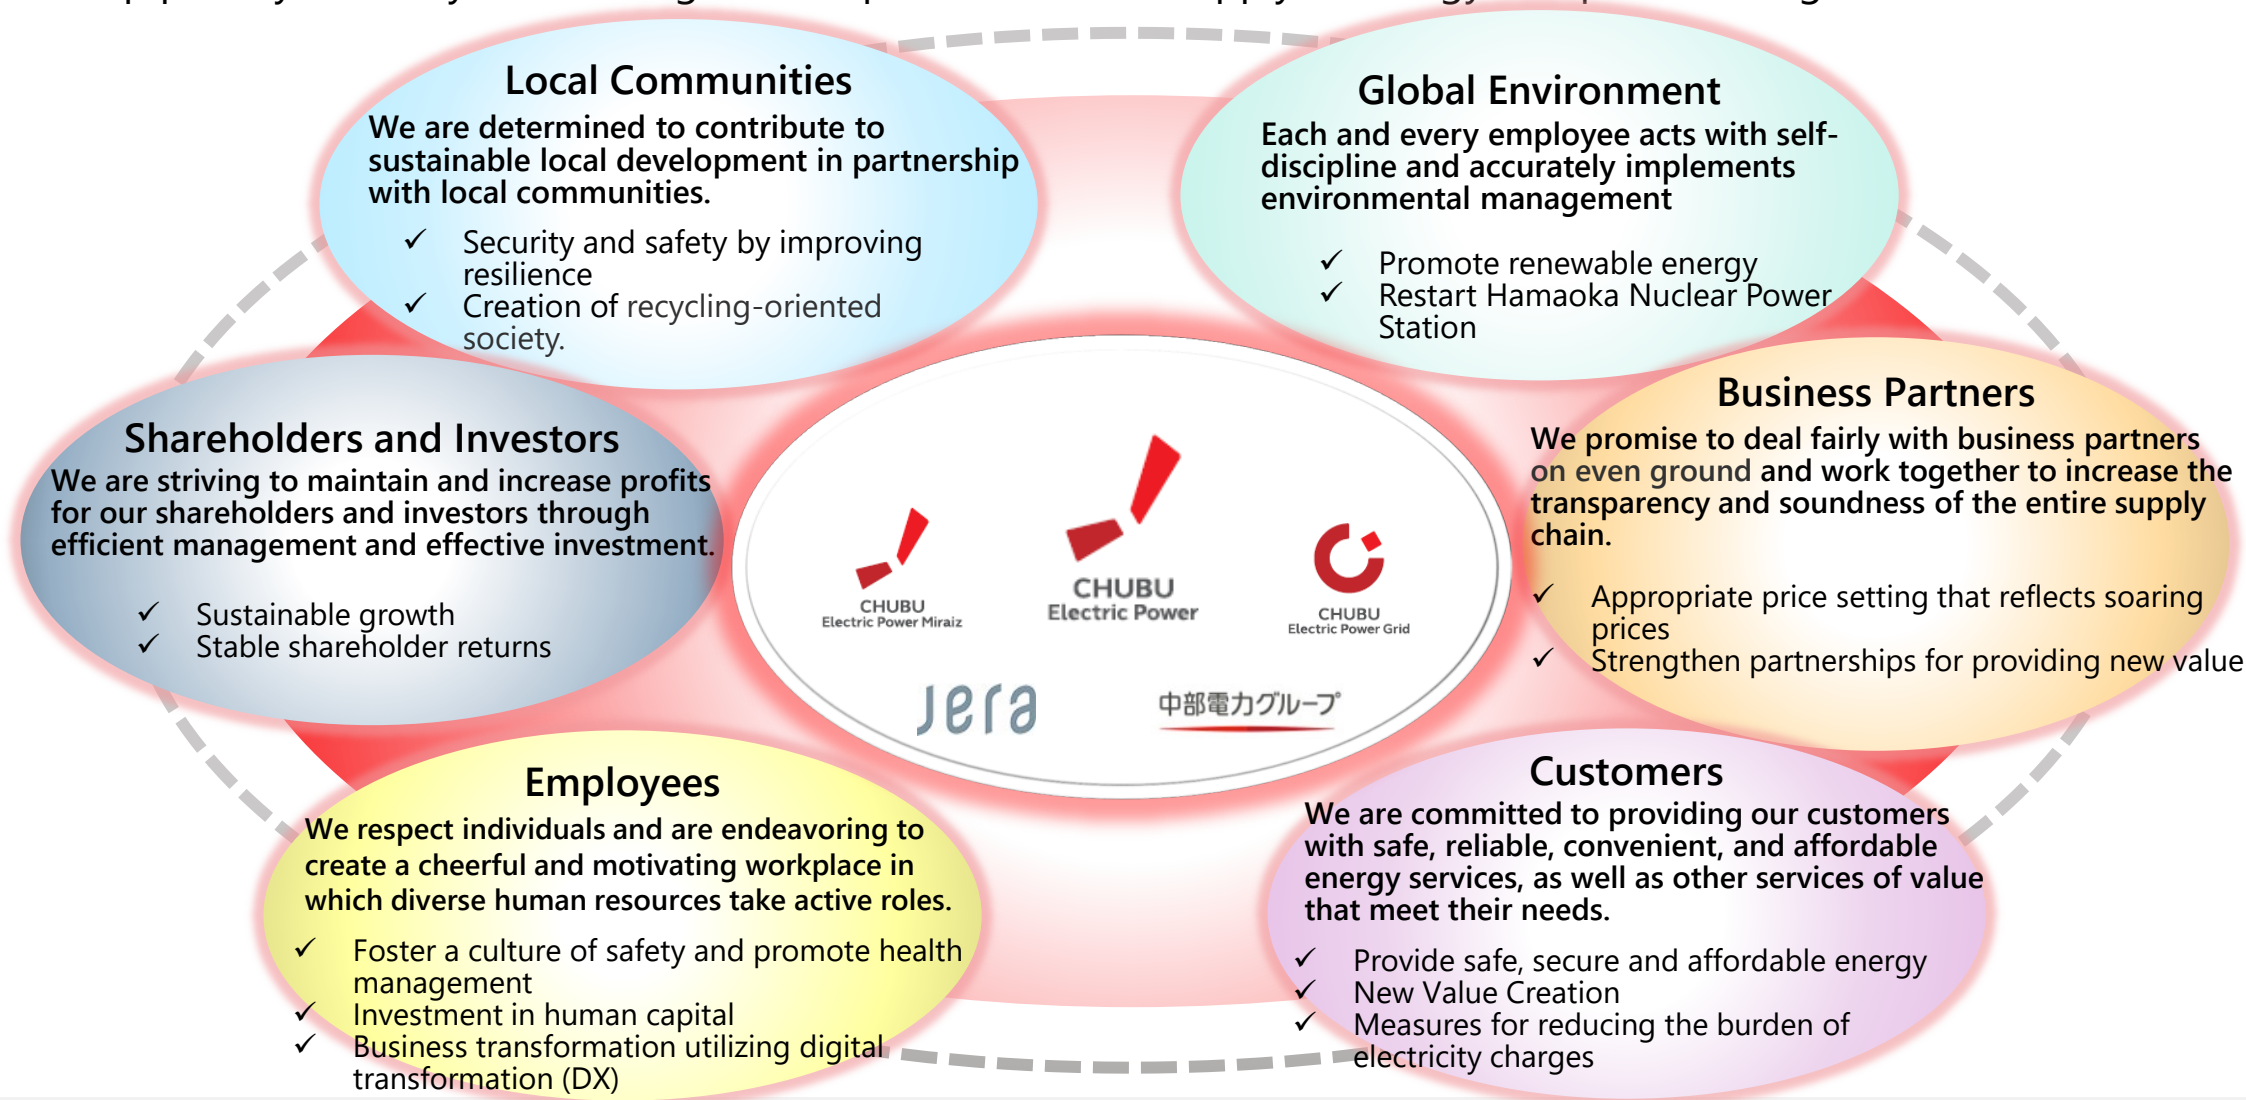 Local Communities
We are determined to contribute to
sustainable local development in partnership
with local communities.
✓ Security and safety by improving
resilience
✓ Creation of recycling-oriented
society.
Global Environment
Each and every employee acts with self-
discipline and accurately implements
environmental management
✓ Promote renewable energy
✓ Restart Hamaoka Nuclear Power
Station
Shareholders and Investors
We are striving to maintain and increase profits
for our shareholders and investors through
efficient management and effective investment.
✓ Sustainable growth
✓ Stable shareholder returns
CHUBU
Electric Power Miraiz
CHUBU
Electric Power
CHUBU
Electric Power Grid
Jera
中部電力グループ
Business Partners
We promise to deal fairly with business partners
on even ground and work together to increase the
transparency and soundness of the entire supply
chain.
✓ Appropriate price setting that reflects soaring
prices
✓ Strengthen partnerships for providing new value
Employees
We respect individuals and are endeavoring to
create a cheerful and motivating workplace in
which diverse human resources take active roles.
✓ Foster a culture of safety and promote health
management
✓ Investment in human capital
✓ Business transformation utilizing digital
transformation (DX)
Customers
We are committed to providing our customers
with safe, reliable, convenient, and affordable
energy services, as well as other services of value
that meet their needs.
✓ Provide safe, secure and affordable energy
✓ New Value Creation
✓ Measures for reducing the burden of
electricity charges